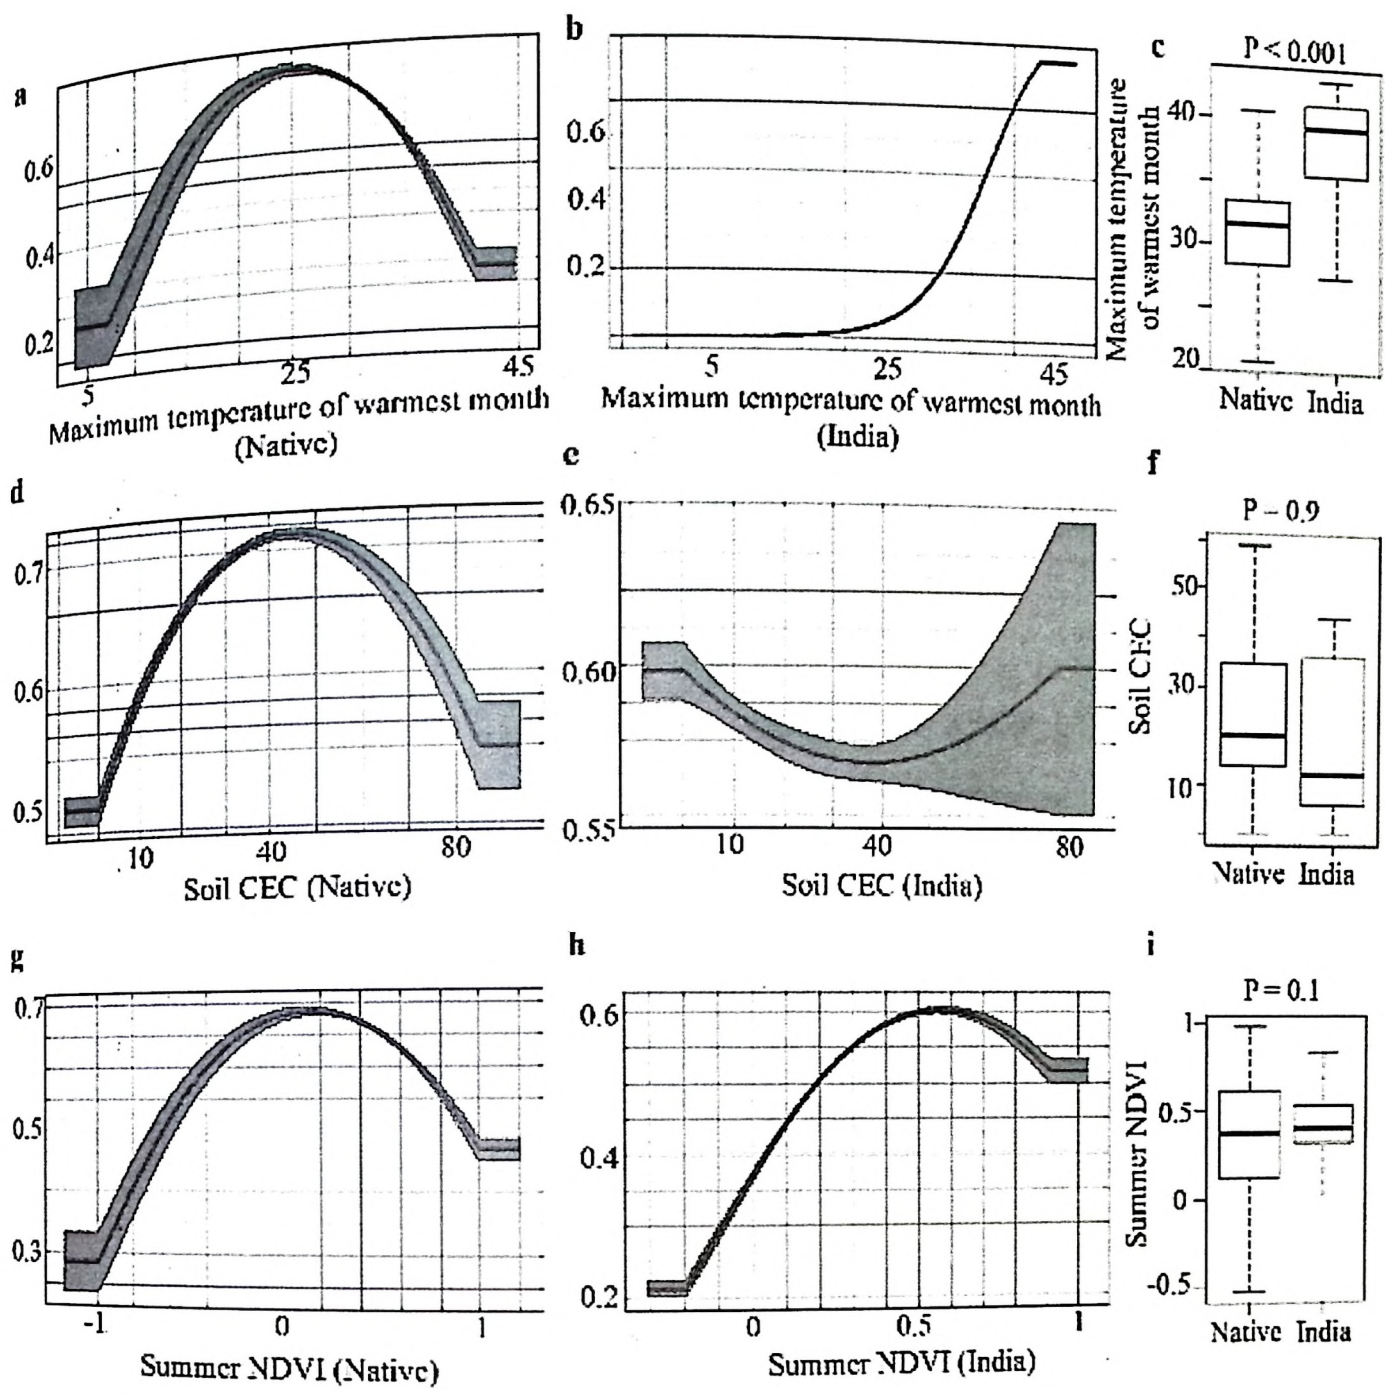 a
0.6
0.4
0.2
5
25
45
Maximum temperature of warmest month
(Native)
b
0.6
0.4
0.2
5
25
45
Maximum temperature of warmest month
(India)
c
P < 0.001
Maximum temperature
of warmest month
40
30
20
Native India
d
0.7
0.6
0.5
10
40
80
Soil CEC (Native)
e
0.65
0.60
0.55
10
40
80
Soil CEC (India)
f
P – 0.9
Soil CEC
50
30
10
Native India
g
0.7
0.5
0.3
-1
0
1
Summer NDVI (Native)
h
0.6
0.4
0.2
0
0.5
1
Summer NDVI (India)
i
P = 0.1
Summer NDVI
1
0.5
0
-0.5
Native India